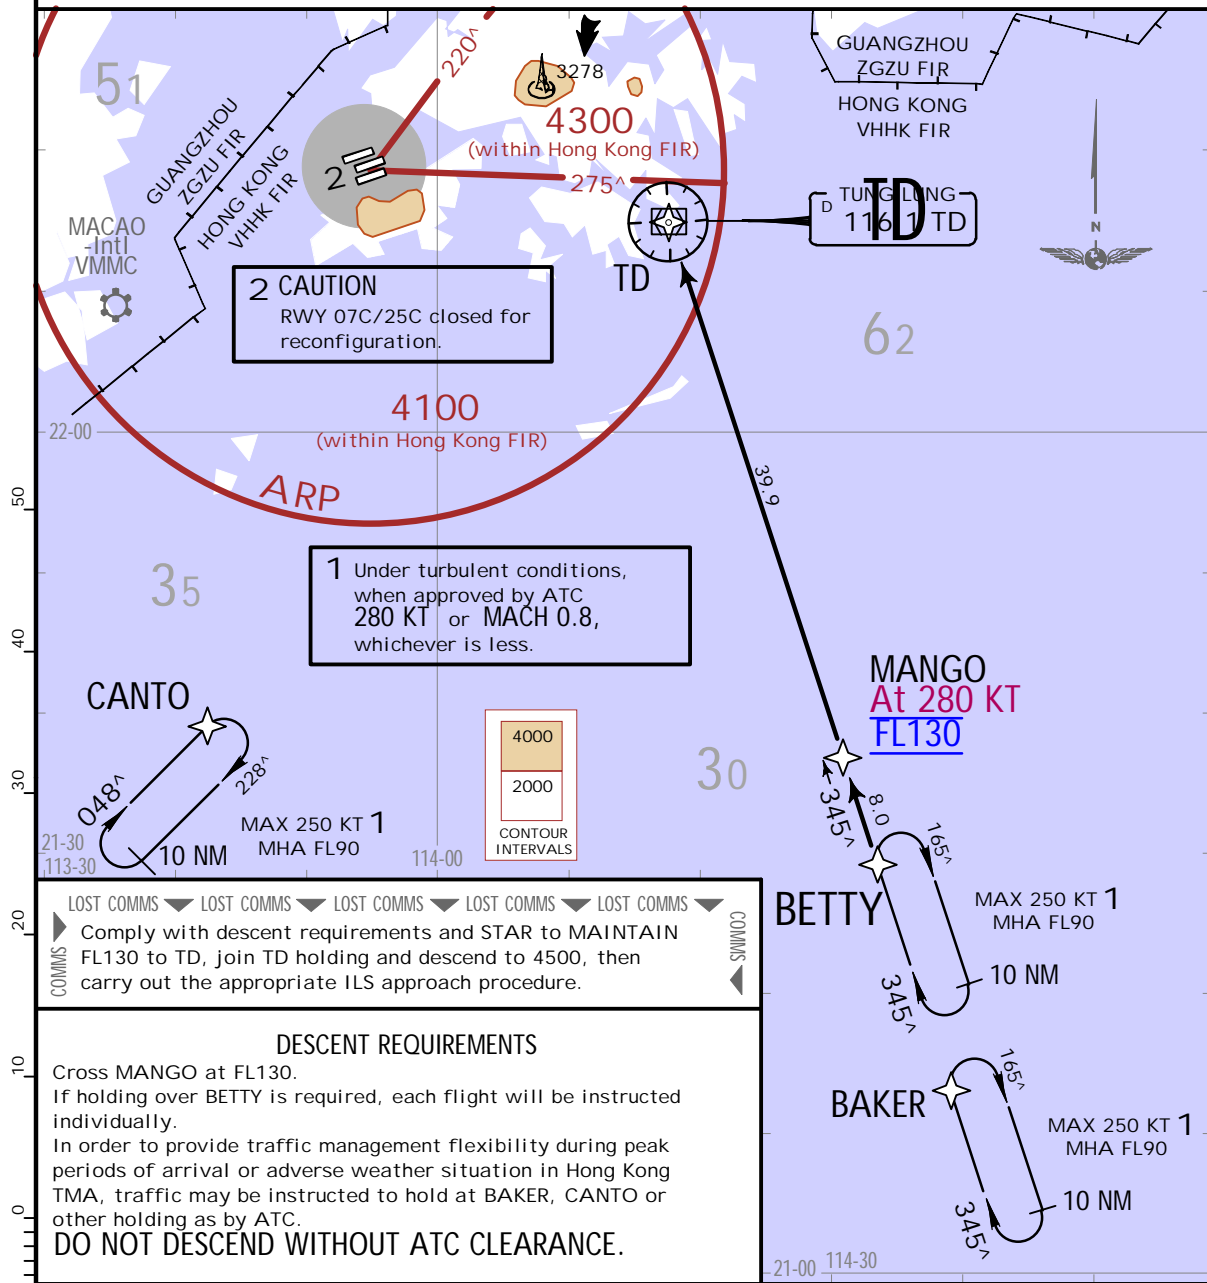 51
220^
3278
GUANGZHOU
ZGZU FIR
HONG KONG
VHHK FIR
GUANGZHOU
ZGZU FIR
HONG KONG
VHHK FIR
4300
(within Hong Kong FIR)
275^
2
MACAO
-Intl
VMMC
TD
D TUNG LUNG
116.1 TD
TD
N
2 CAUTION
RWY 07C/25C closed for
reconfiguration.
62
4100
(within Hong Kong FIR)
22-00
ARP
39.9
50
35
1 Under turbulent conditions,
when approved by ATC
280 KT or MACH 0.8,
whichever is less.
40
CANTO
MANGO
At 280 KT
FL130
4000
2000
CONTOUR
INTERVALS
30
30
048^
228^
MAX 250 KT 1
MHA FL90
10 NM
21-30
113-30
114-00
345^
8.0
165^
BETTY
MAX 250 KT 1
MHA FL90
10 NM
345^
20
LOST COMMS LOST COMMS LOST COMMS LOST COMMS LOST COMMS
COMMS
COMMS
Comply with descent requirements and STAR to MAINTAIN
FL130 to TD, join TD holding and descend to 4500, then
carry out the appropriate ILS approach procedure.
10
DESCENT REQUIREMENTS
Cross MANGO at FL130.
If holding over BETTY is required, each flight will be instructed
individually.
In order to provide traffic management flexibility during peak
periods of arrival or adverse weather situation in Hong Kong
TMA, traffic may be instructed to hold at BAKER, CANTO or
other holding as by ATC.
DO NOT DESCEND WITHOUT ATC CLEARANCE.
0
BAKER
165^
MAX 250 KT 1
MHA FL90
10 NM
345^
21-00
114-30